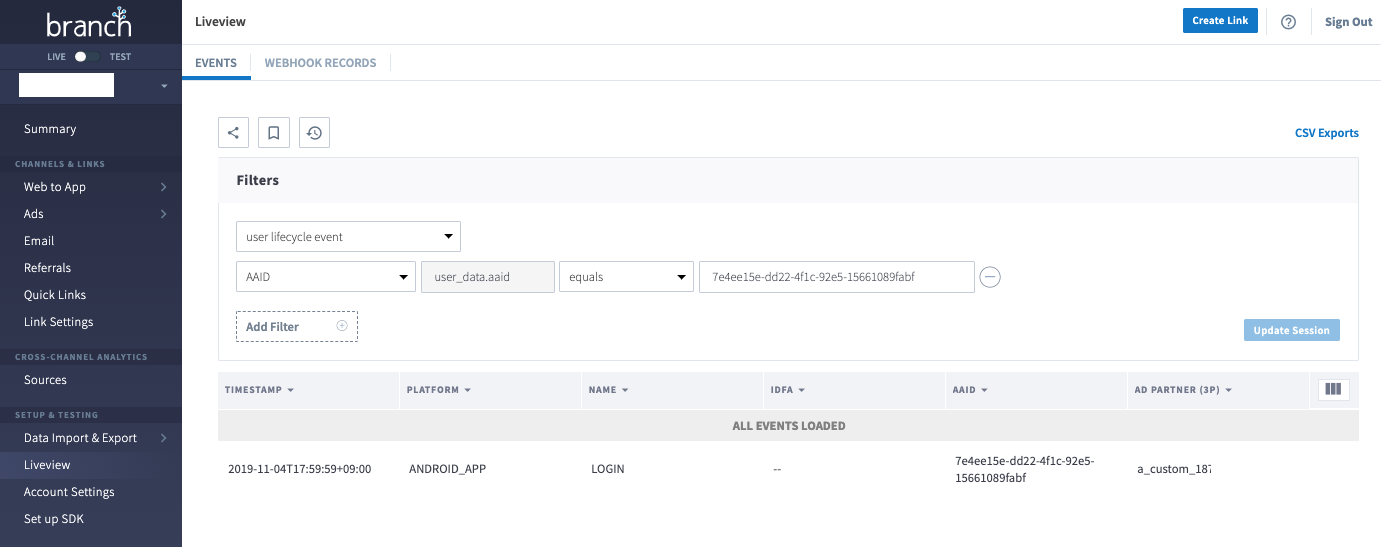 branch
LIVE TEST
Summary
CHANNELS & LINKS
Web to App
Ads
Email
Referrals
Quick Links
Link Settings
CROSS-CHANNEL ANALYTICS
Sources
SETUP & TESTING
Data Import & Export
Liveview
Account Settings
Set up SDK
Liveview
Create Link
?
Sign Out
EVENTS WEBHOOK RECORDS
CSV Exports
Filters
user lifecycle event
AAID user_data.aaid equals 7e4ee15e-dd22-4f1c-92e5-15661089fabf
Add Filter
Update Session
TIMESTAMP PLATFORM NAME IDFA AAID AD PARTNER (3P)
ALL EVENTS LOADED
2019-11-04T17:59:59+09:00 ANDROID_APP LOGIN -- 7e4ee15e-dd22-4f1c-92e5-
15661089fabf
a_custom_187